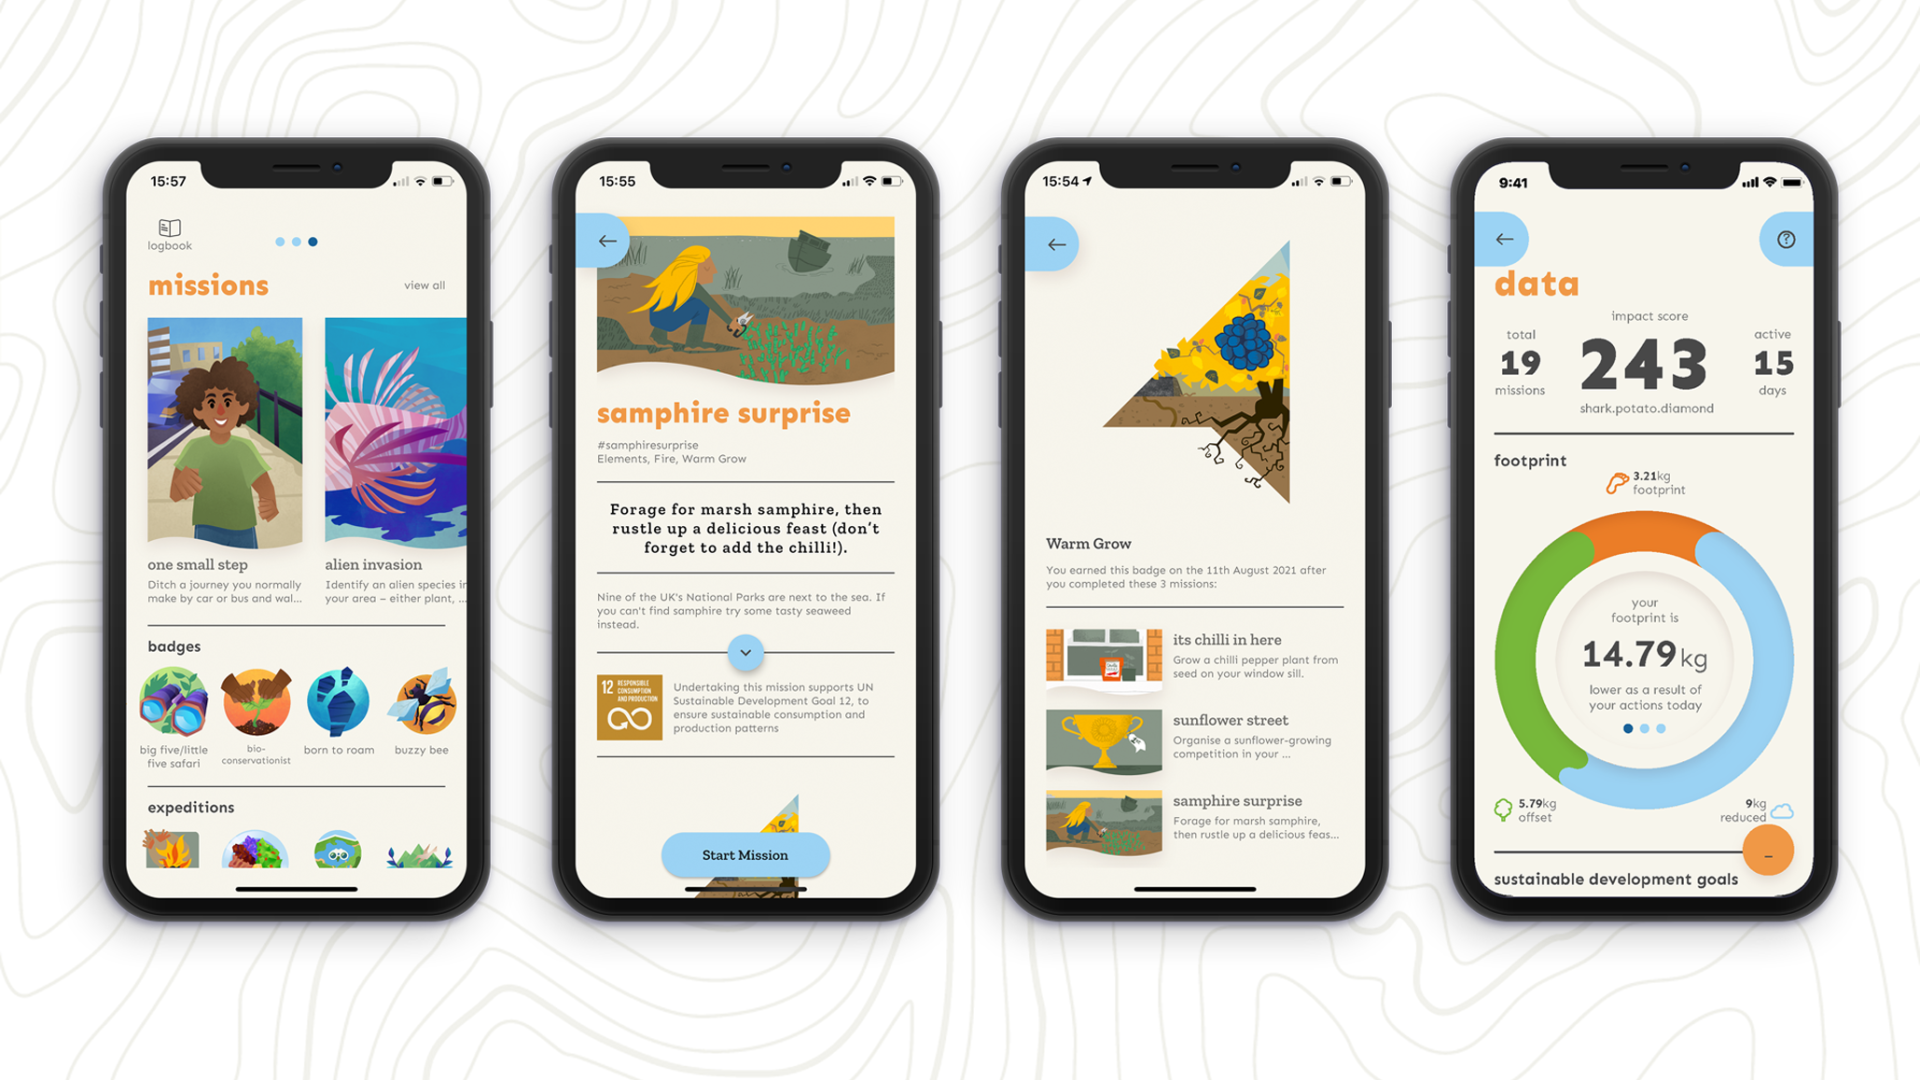 15:57
logbook
missions
view all
one small step
Ditch a journey you normally
make by car or bus and wal...
alien invasion
Identify an alien species in
your area – either plant, ...
badges
big five/little
five safari
bio-
conservationist
born to roam
buzzy bee
expeditions
15:55
samphire surprise
#samphiresurprise
Elements, Fire, Warm Grow
Forage for marsh samphire, then
rustle up a delicious feast (don't
forget to add the chilli!).
Nine of the UK's National Parks are next to the sea. If
you can't find samphire try some tasty seaweed
instead.
12 RESPONSIBLE
CONSUMPTION
AND PRODUCTION
Undertaking this mission supports UN
Sustainable Development Goal 12, to
ensure sustainable consumption and
production patterns
Start Mission
15:54
Warm Grow
You earned this badge on the 11th August 2021 after
you completed these 3 missions:
its chilli in here
Grow a chilli pepper plant from
seed on your window sill.
sunflower street
Organise a sunflower-growing
competition in your ...
samphire surprise
Forage for marsh samphire,
then rustle up a delicious feas...
9:41
?
data
impact score
total
19
missions
243
shark.potato.diamond
active
15
days
footprint
3.21kg
footprint
your
footprint is
14.79kg
lower as a result of
your actions today
5.79kg
offset
9kg
reduced
sustainable development goals